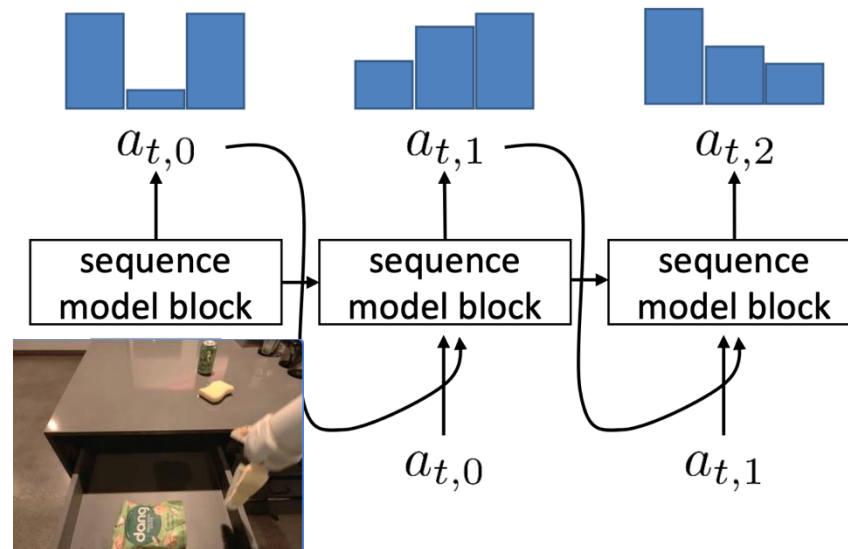 a_{t,0}
a_{t,1}
a_{t,2}
sequence
model block
sequence
model block
sequence
model block
dang
a_{t,0}
a_{t,1}